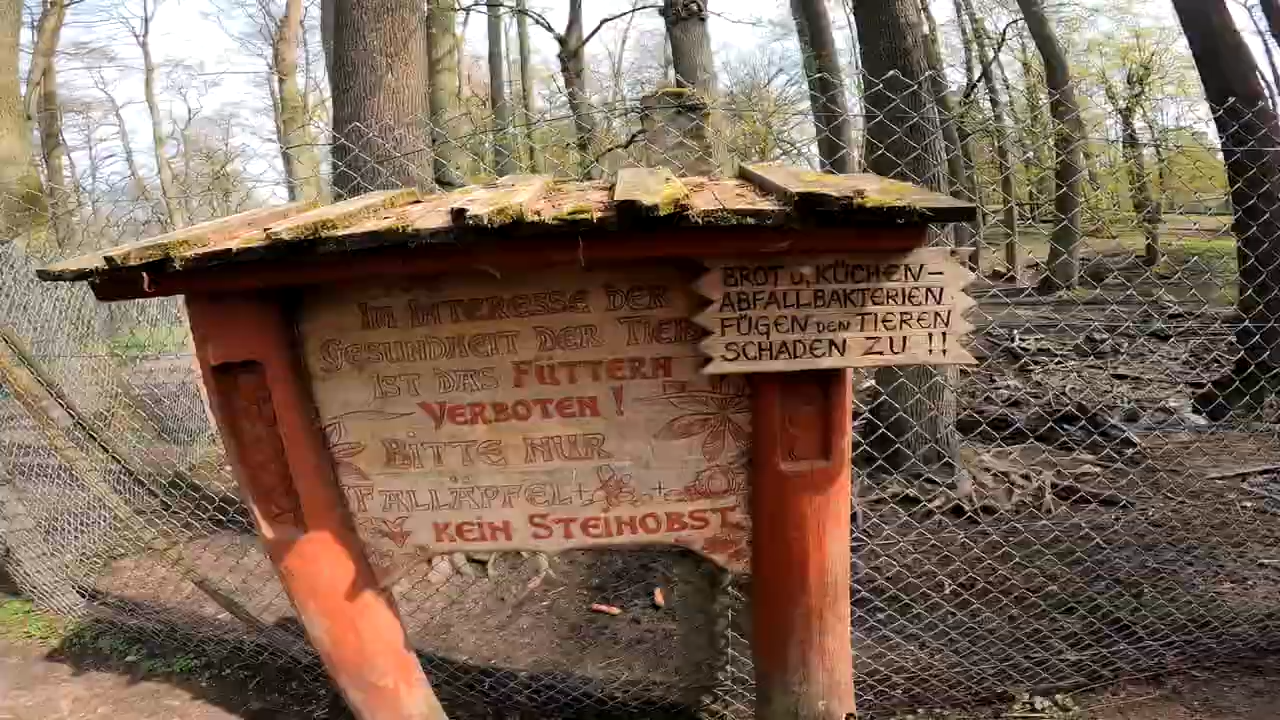 IM INTERESSE DER
GESUNDHEIT DER TIERE
IST DAS FÜTTERN
VERBOTEN !
BITTE NUR
FALLÄPFEL + +
KEIN STEINOBST
BROT U. KÜCHEN-
ABFALLBAKTERIEN
FÜGEN DEN TIEREN
SCHADEN ZU !!